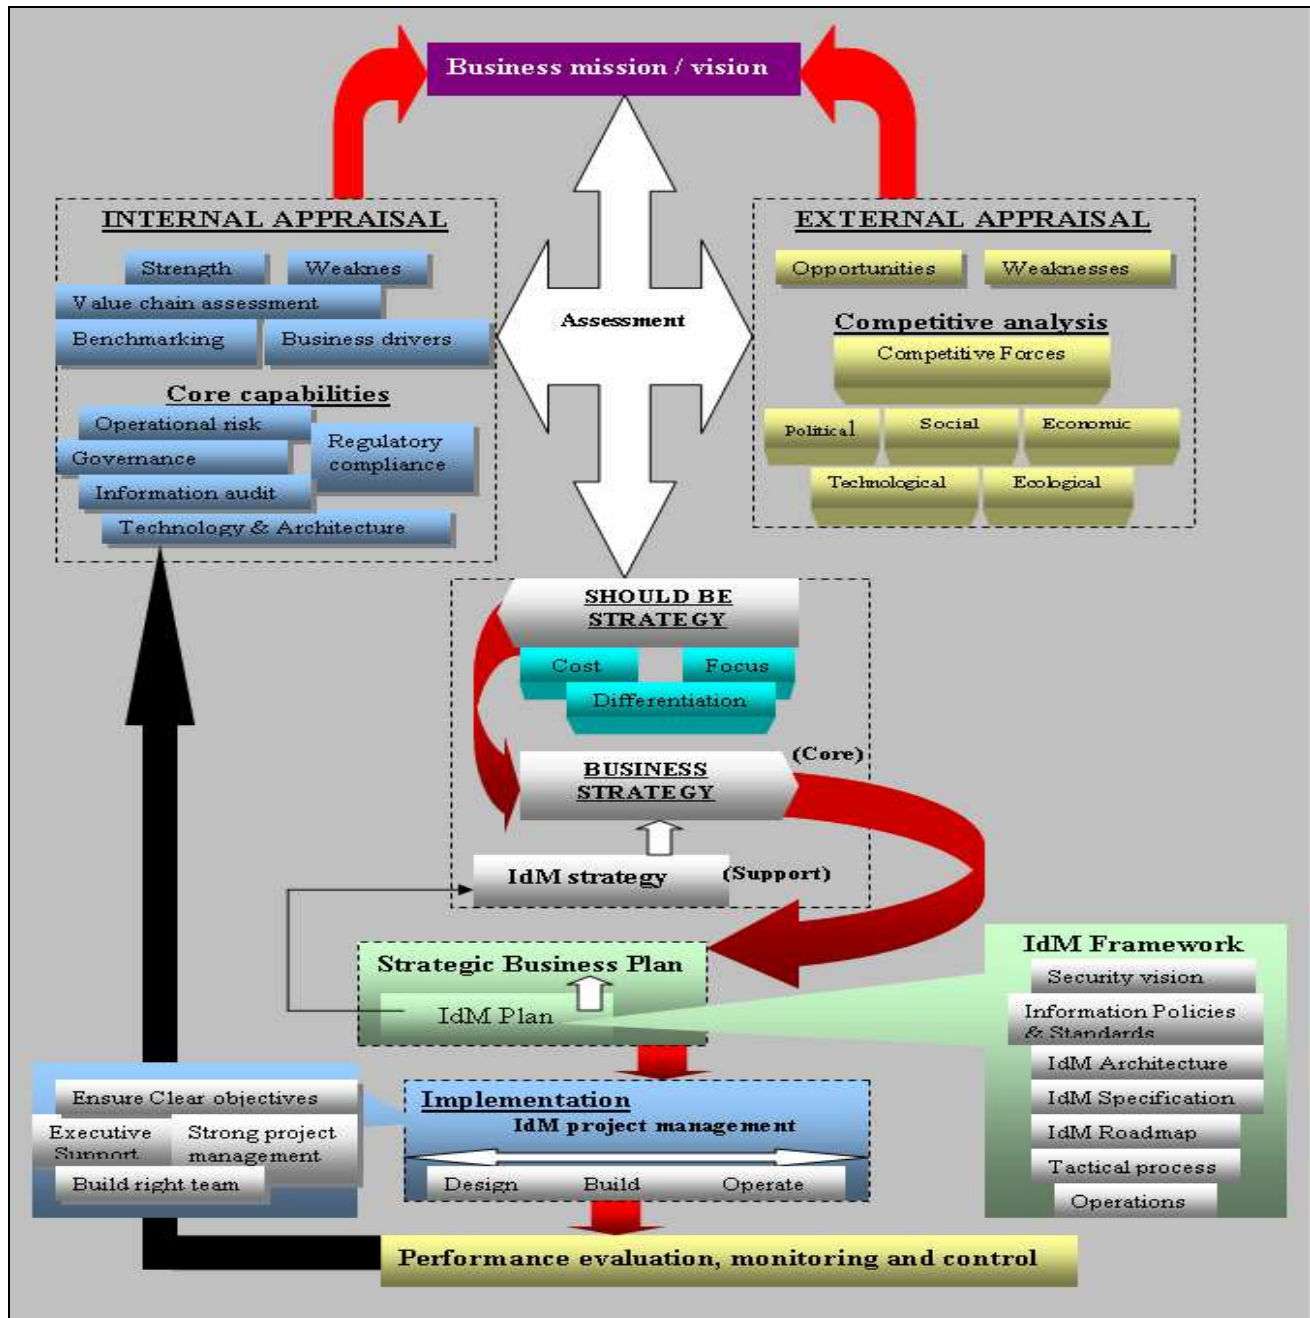 Business mission / vision
INTERNAL APPRAISAL
Strength
Weaknes
Value chain assessment
Benchmarking
Business drivers
Core capabilities
Operational risk
Governance
Regulatory
compliance
Information audit
Technology & Architecture
Assessment
EXTERNAL APPRAISAL
Opportunities
Weaknesses
Competitive analysis
Competitive Forces
Political
Social
Economic
Technological
Ecological
SHOULD BE
STRATEGY
Cost
Focus
Differentiation
BUSINESS
STRATEGY
(Core)
IdM strategy
(Support)
Strategic Business Plan
IdM Plan
IdM Framework
Security vision
Information Policies
& Standards
IdM Architecture
IdM Specification
IdM Roadmap
Tactical process
Operations
Ensure Clear objectives
Executive
Support
Strong project
management
Build right team
Implementation
IdM project management
Design
Build
Operate
Performance evaluation, monitoring and control